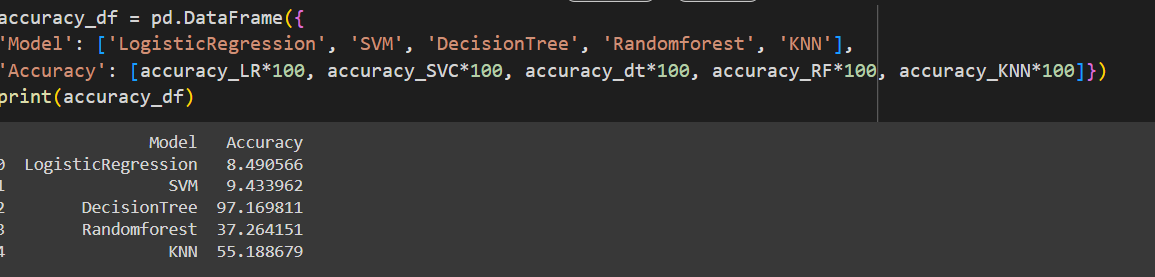 accuracy_df = pd.DataFrame({
'Model': ['LogisticRegression', 'SVM', 'DecisionTree', 'Randomforest', 'KNN'],
'Accuracy': [accuracy_LR*100, accuracy_SVC*100, accuracy_dt*100, accuracy_RF*100, accuracy_KNN*100]})
print(accuracy_df)
Model Accuracy
0 LogisticRegression 8.490566
1 SVM 9.433962
2 DecisionTree 97.169811
3 Randomforest 37.264151
4 KNN 55.188679